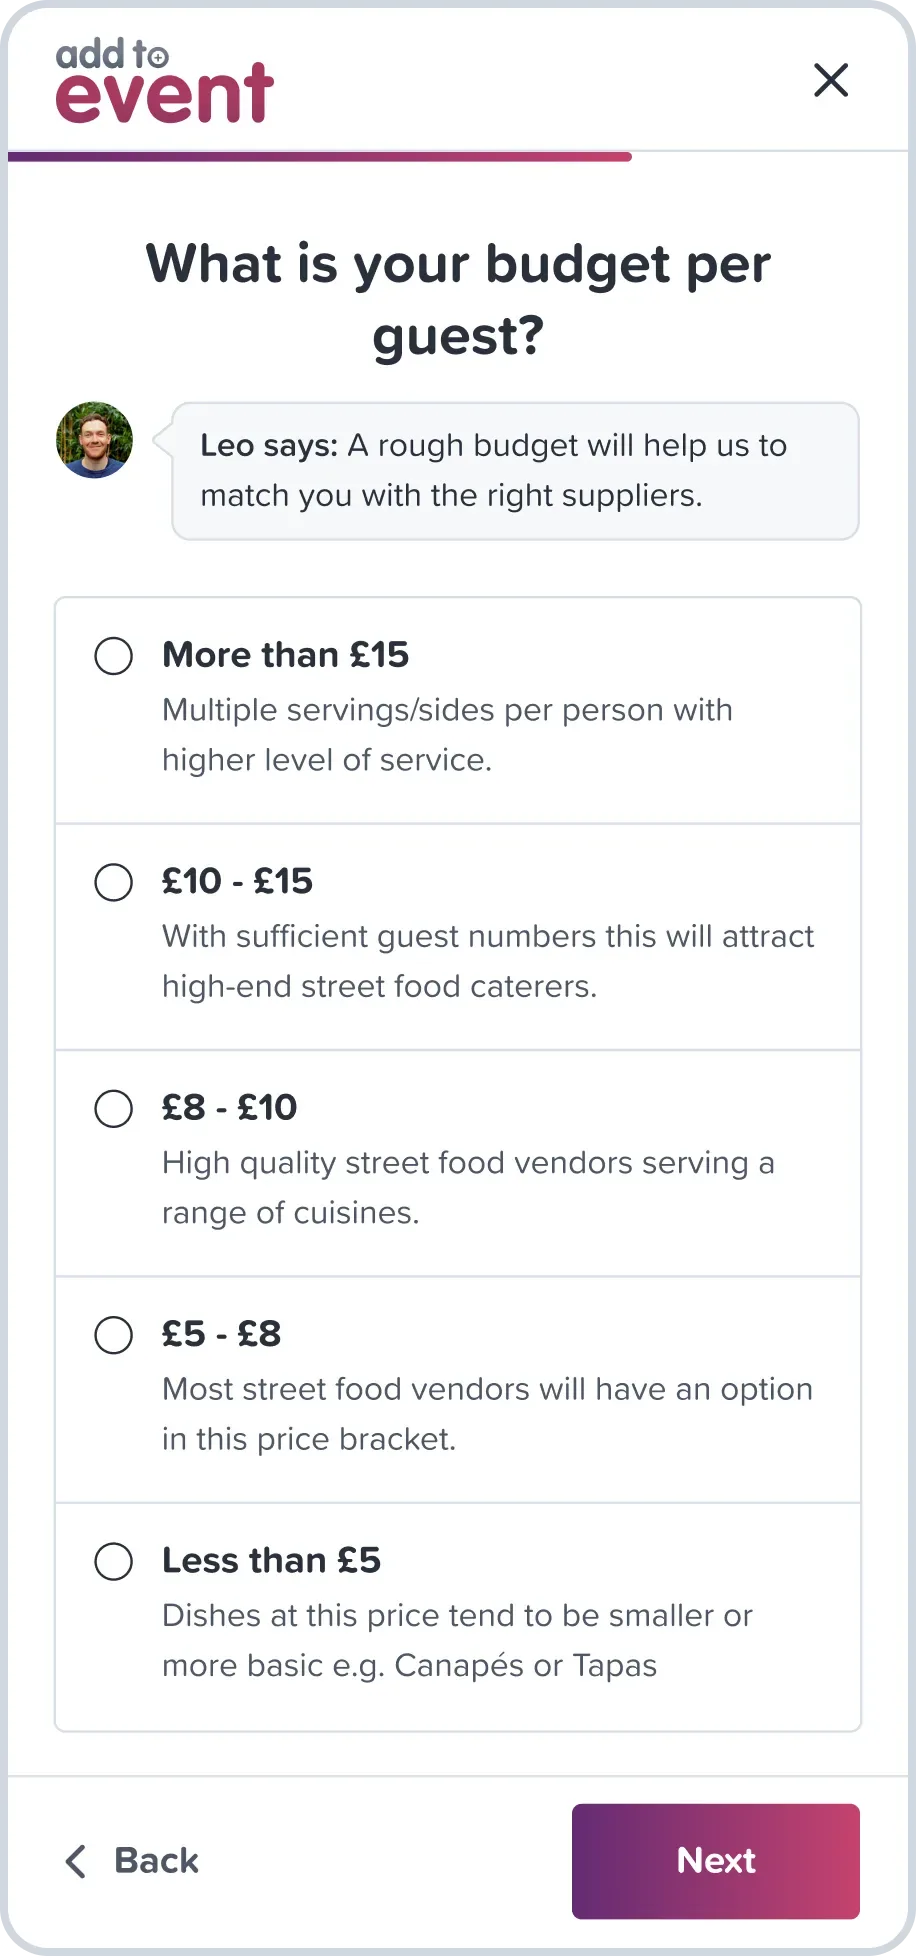 add to
event
What is your budget per
guest?
Leo says: A rough budget will help us to
match you with the right suppliers.
More than £15
Multiple servings/sides per person with
higher level of service.
£10 - £15
With sufficient guest numbers this will attract
high-end street food caterers.
£8 - £10
High quality street food vendors serving a
range of cuisines.
£5 - £8
Most street food vendors will have an option
in this price bracket.
Less than £5
Dishes at this price tend to be smaller or
more basic e.g. Canapés or Tapas
Back
Next